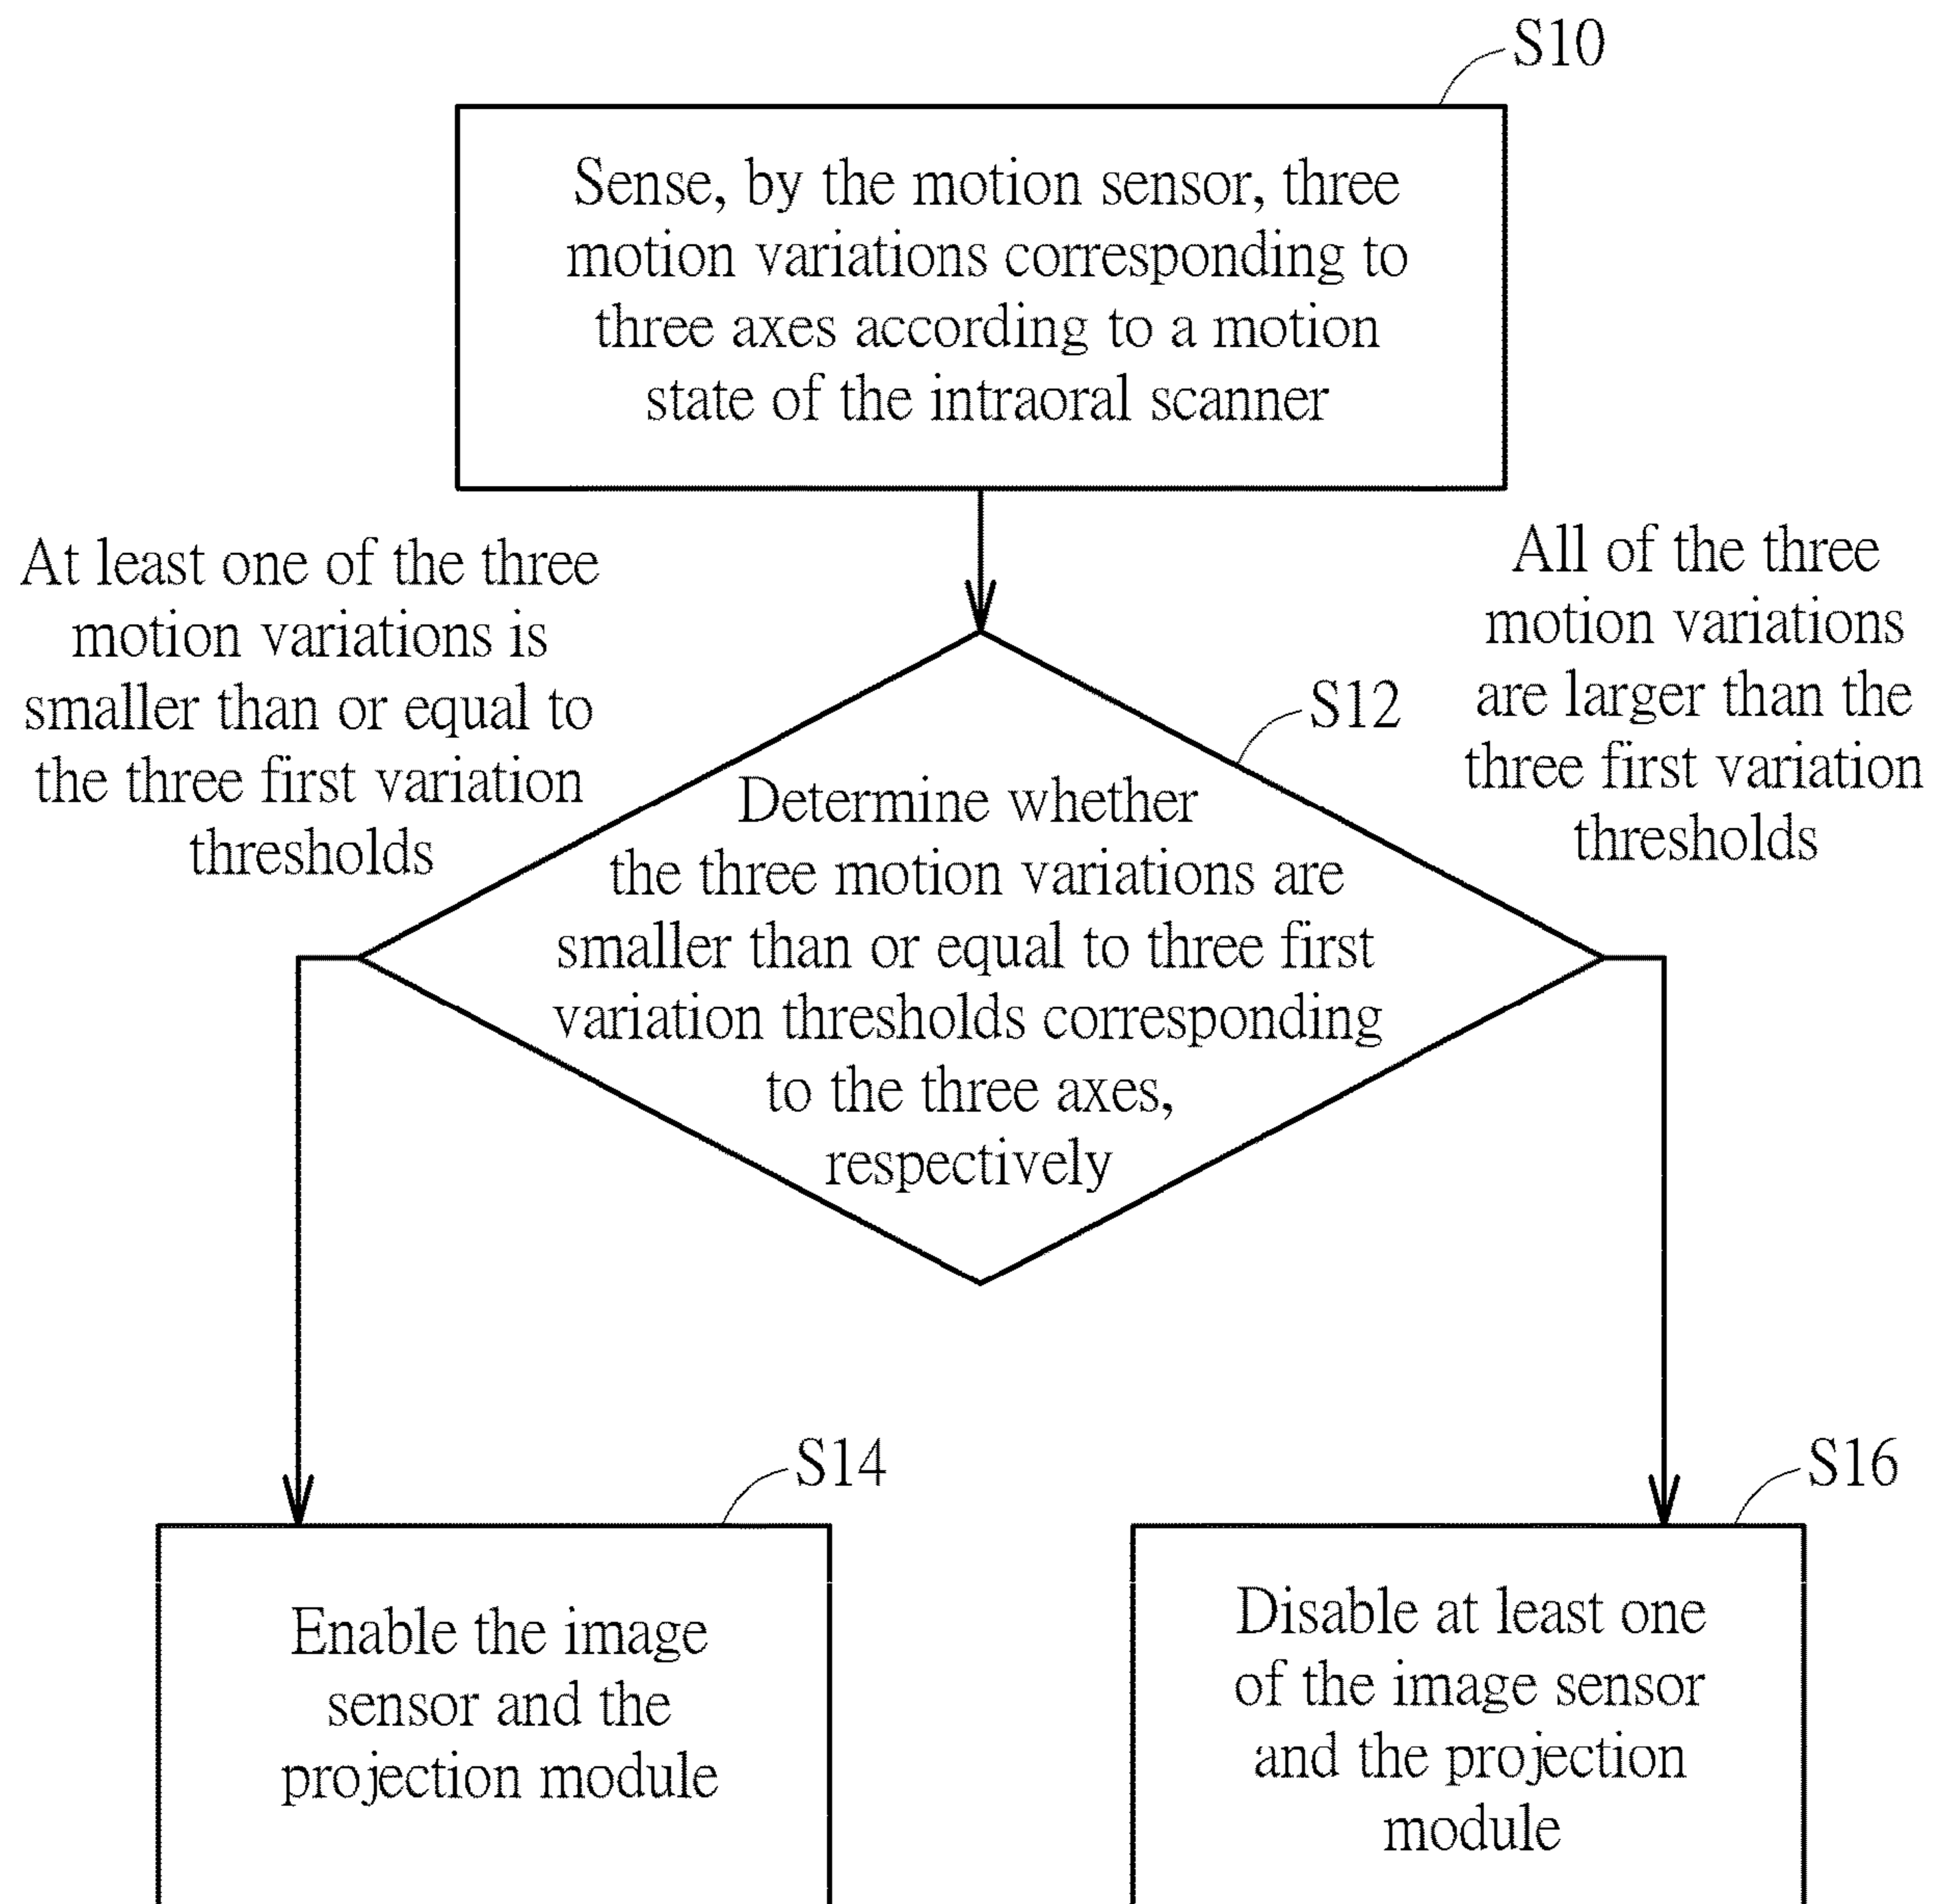 S10
Sense, by the motion sensor, three
motion variations corresponding to
three axes according to a motion
state of the intraoral scanner
At least one of the three
motion variations is
smaller than or equal to
the three first variation
thresholds
All of the three
motion variations
are larger than the
three first variation
thresholds
S12
Determine whether
the three motion variations are
smaller than or equal to three first
variation thresholds corresponding
to the three axes,
respectively
S14
Enable the image
sensor and the
projection module
S16
Disable at least one
of the image sensor
and the projection
module